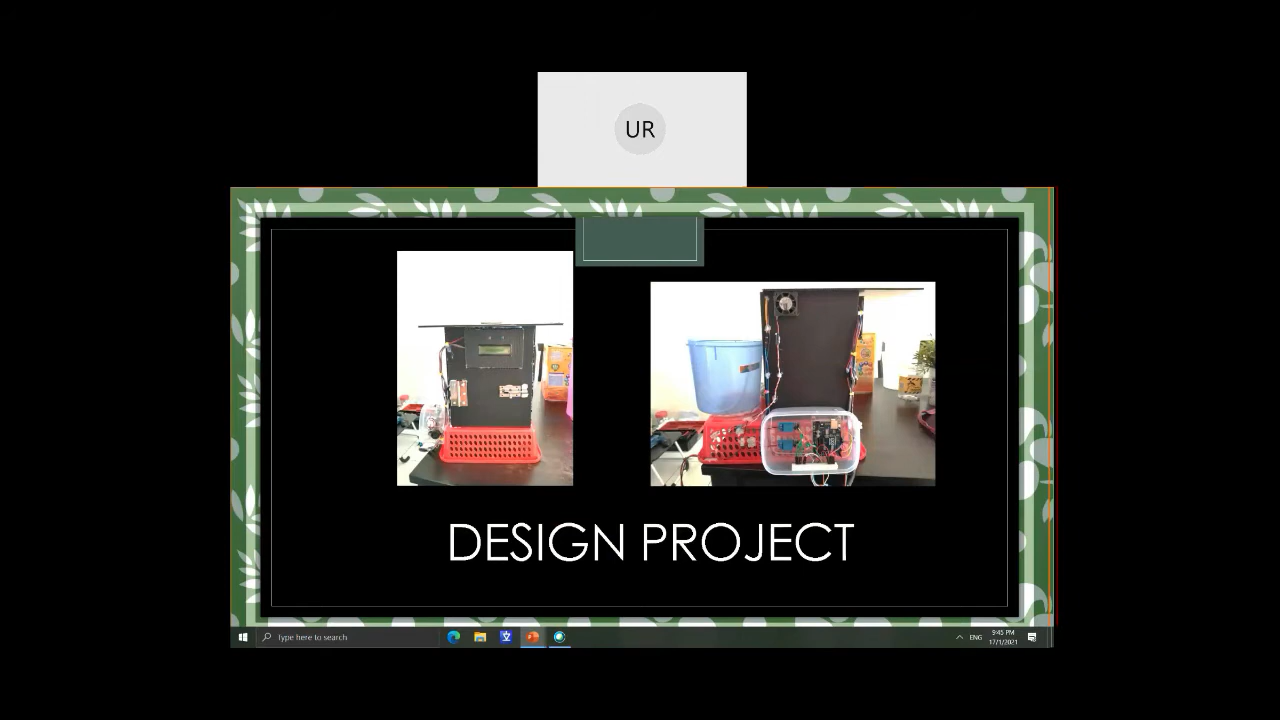 UR
DESIGN PROJECT
Type here to search
ENG
9:45 PM
17/1/2021